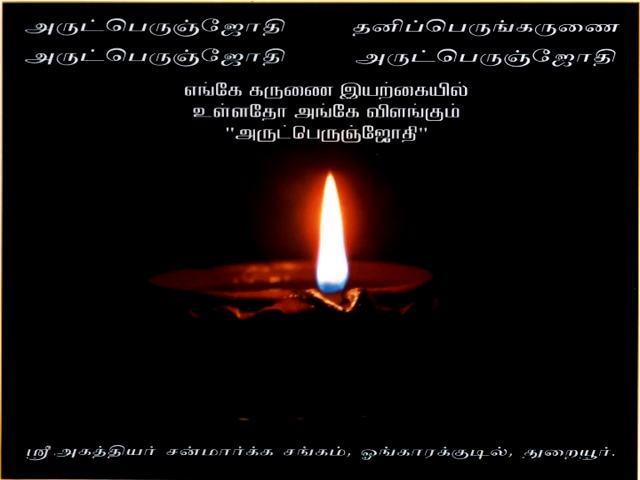 அருட்பெருஞ்ஜோதி தனிப்பெருங்கருணை
அருட்பெருஞ்ஜோதி அருட்பெருஞ்ஜோதி
எங்கே கருணை இயற்கையில்
உள்ளதோ அங்கே விளங்கும்
"அருட்பெருஞ்ஜோதி"
ஸ்ரீ அகத்தியர் சன்மார்க்க சங்கம், ஓங்காரக்குடில், துறையூர்.